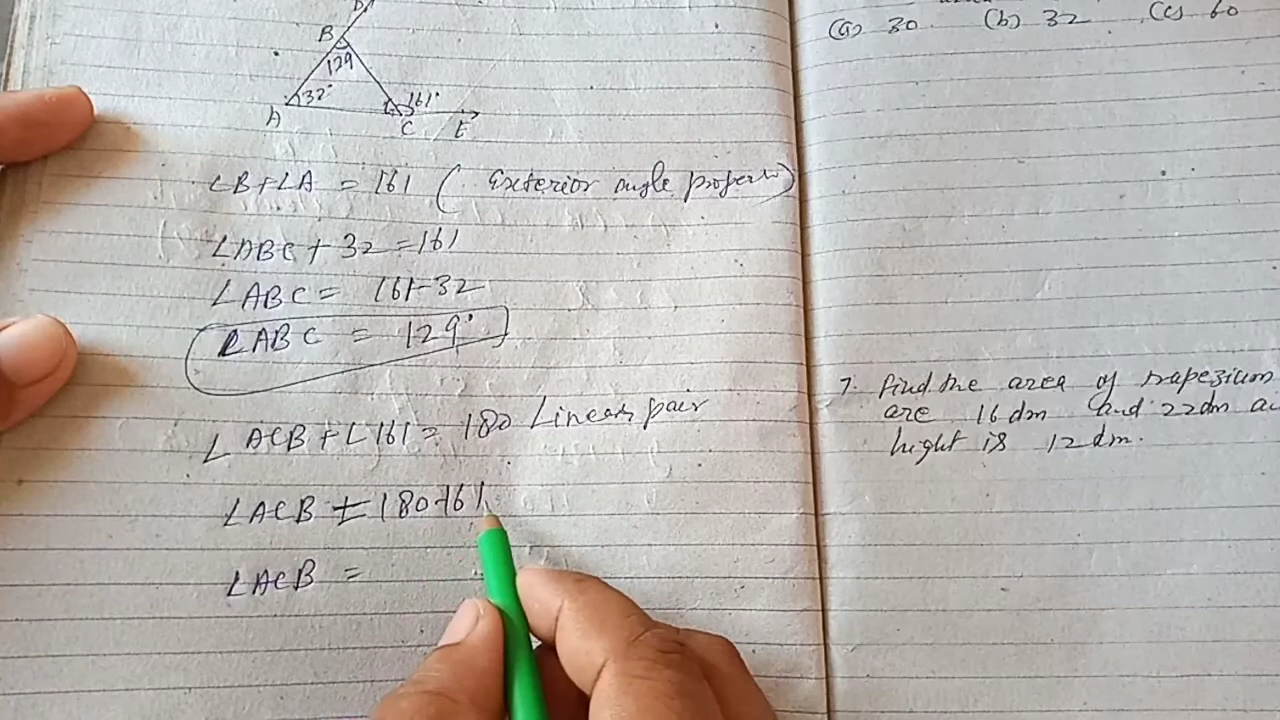 D
B
129
A 32° 161° C E
∠B+∠A = 161 ( Exterior angle property)
∠ABC + 32 = 161
∠ABC = 161-32
∠ABC = 129°
∠ACB + ∠161 = 180 Linear pair
∠ACB = 180-161
∠ACB =
(a) 30 (b) 32 (c) 60
7. Find the area of trapezium
are 16 dm and 22dm a
hight is 12 dm.